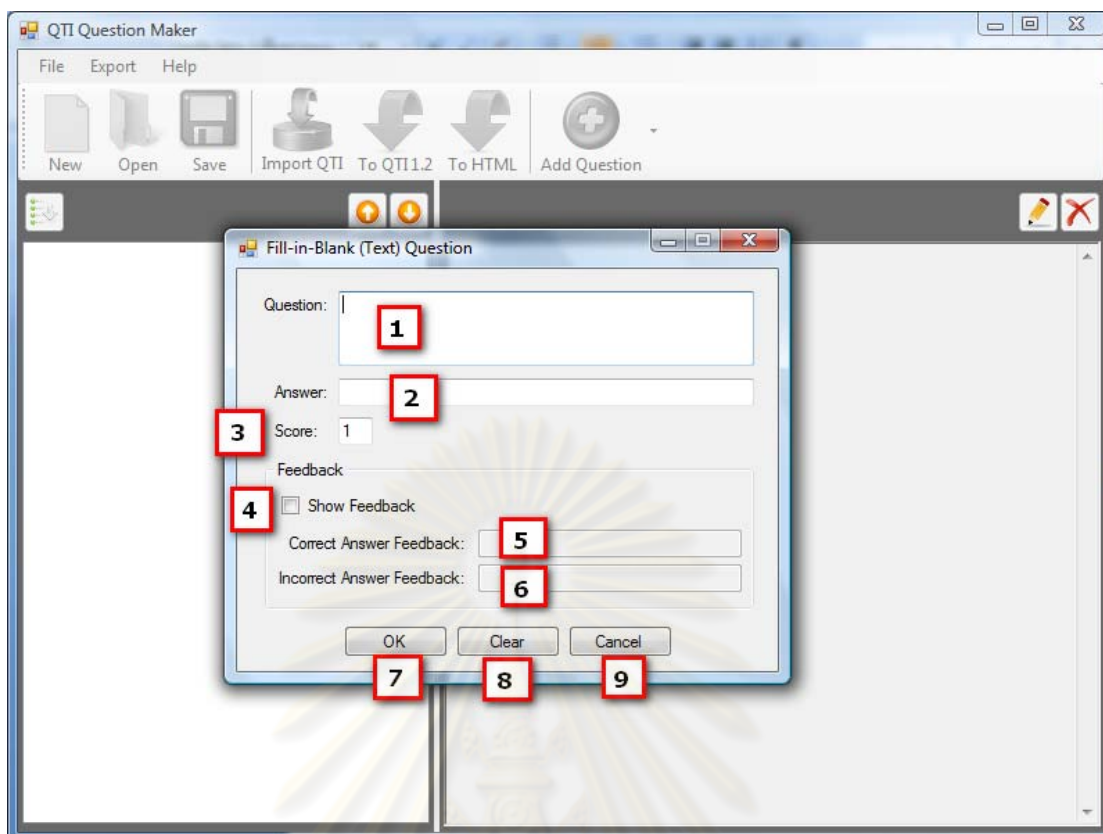 QTI Question Maker
File Export Help
New Open Save Import QTI To QTI1.2 To HTML Add Question
Fill-in-Blank (Text) Question
Question:
1
Answer:
2
3 Score: 1
Feedback
4 Show Feedback
Correct Answer Feedback: 5
Incorrect Answer Feedback: 6
OK Clear Cancel
7 8 9